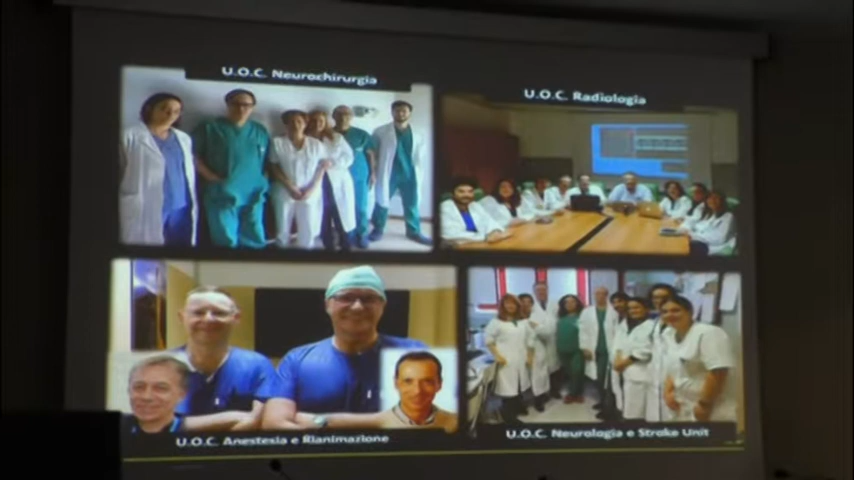 U.O.C. Neurochirurgia
U.O.C. Radiologia
U.O.C. Anestesia e Rianimazione
U.O.C. Neurologia e Stroke Unit